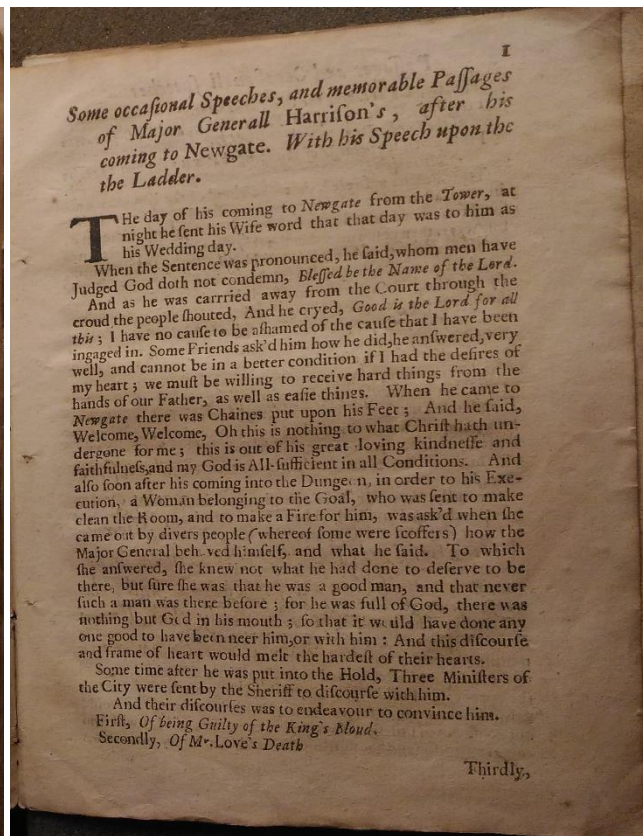 1
Some occaſional Speeches, and memorable Paſſages
of Major Generall Harriſon's, after his
coming to Newgate. With his Speech upon the
the Ladder.
THe day of his coming to Newgate from the Tower, at
night he ſent his Wife word that that day was to him as
his Wedding day.
When the Sentence was pronounced, he ſaid, whom men have
Judged God doth not condemn, Bleſſed be the Name of the Lord.
And as he was carrried away from the Court through the
croud the people ſhouted, And he cryed, Good is the Lord for all
this; I have no cauſe to be aſhamed of the cauſe that I have been
ingaged in. Some Friends ask'd him how he did, he anſwered, very
well, and cannot be in a better condition if I had the deſires of
my heart; we muſt be willing to receive hard things from the
hands of our Father, as well as eaſie things. When he came to
Newgate there was Chaines put upon his Feet; And he ſaid,
Welcome, Welcome, Oh this is nothing to what Chriſt hath un-
dergone for me; this is out of his great loving kindneſſe and
faithfulneſs, and my God is All-ſufficient in all Conditions. And
alſo ſoon after his coming into the Dungeon, in order to his Exe-
cution, a Woman belonging to the Goal, who was ſent to make
clean the Room, and to make a Fire for him, was ask'd when ſhe
came out by divers people (whereof ſome were ſcoffers) how the
Major General behaved himſelf, and what he ſaid. To which
ſhe anſwered, ſhe knew not what he had done to deſerve to be
there, but ſure ſhe was that he was a good man, and that never
ſuch a man was there before; for he was full of God, there was
nothing but God in his mouth; ſo that it would have done any
one good to have been neer him, or with him: And this diſcourſe
and frame of heart would melt the hardeſt of their hearts.
Some time after he was put into the Hold, Three Miniſters of
the City were ſent by the Sheriff to diſcourſe with him.
And their diſcourſes was to endeavour to convince him.
Firſt, Of being Guilty of the King's Bloud.
Secondly, Of Mr. Love's Death
Thirdly,